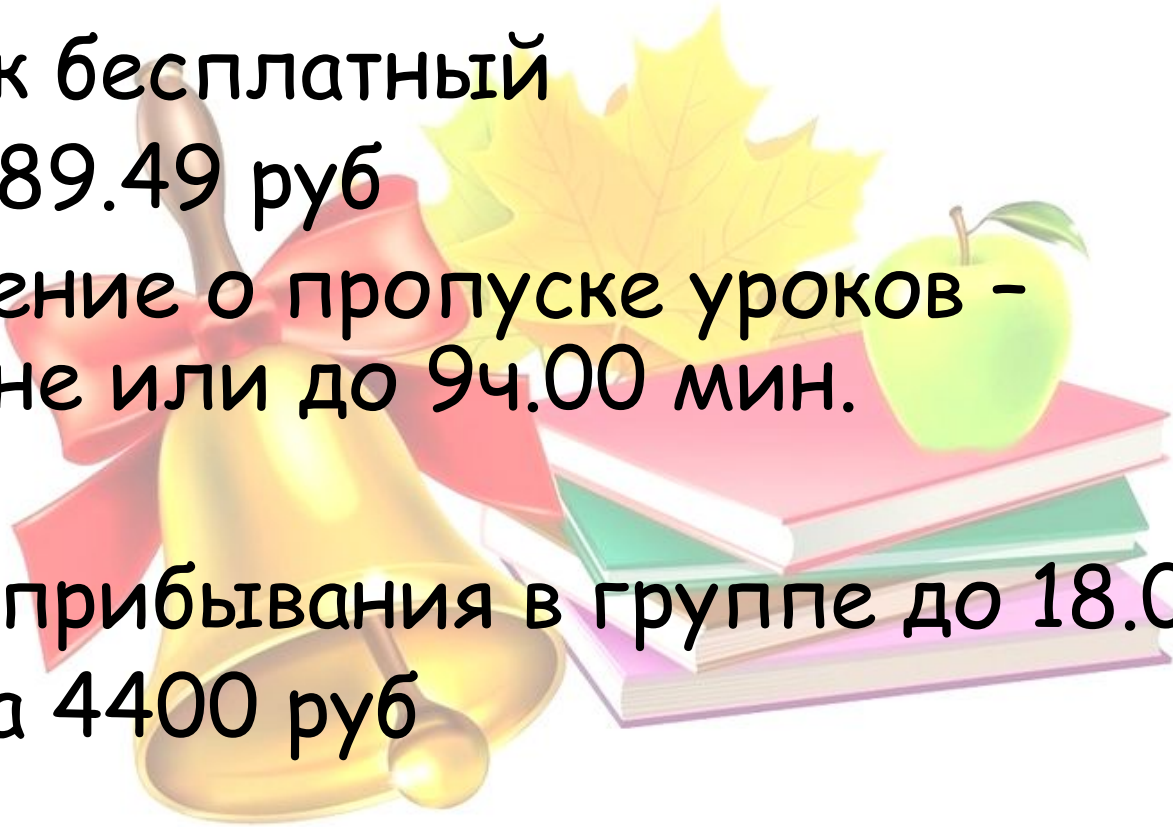 к бесплатный
89.49 руб
ение о пропуске уроков –
не или до 9ч.00 мин.
прибывания в группе до 18.0
а 4400 руб